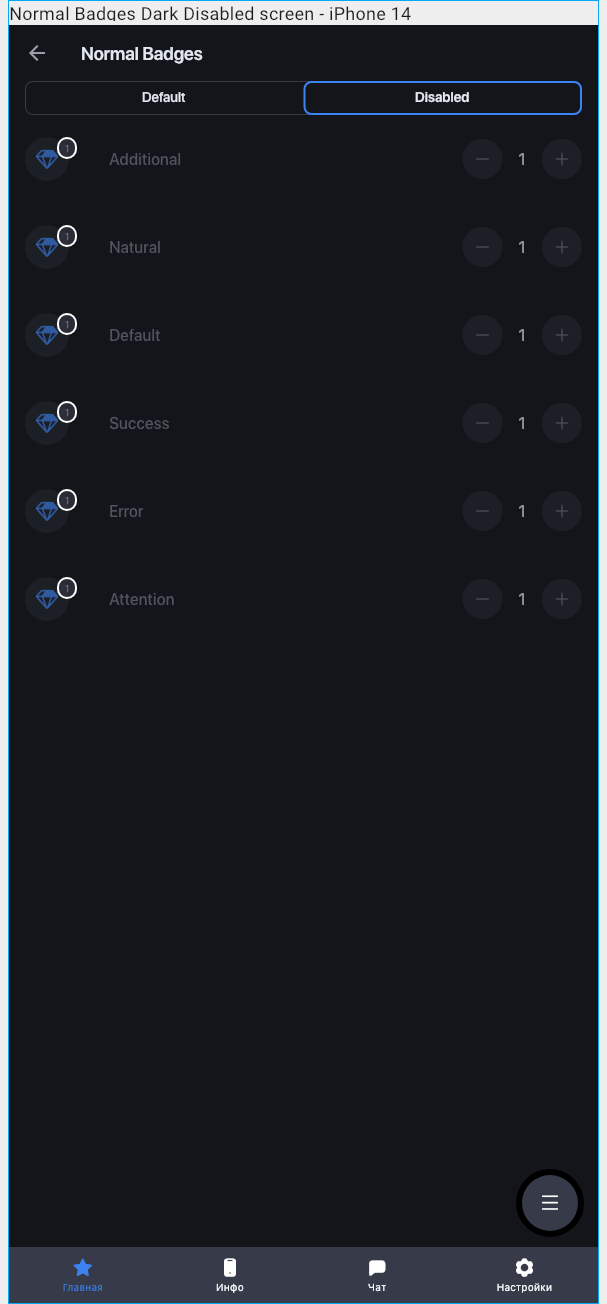 Normal Badges Dark Disabled screen - iPhone 14
Normal Badges
Default Disabled
1 Additional 1
1 Natural 1
1 Default 1
1 Success 1
1 Error 1
1 Attention 1
Главная Инфо Чат Настройки